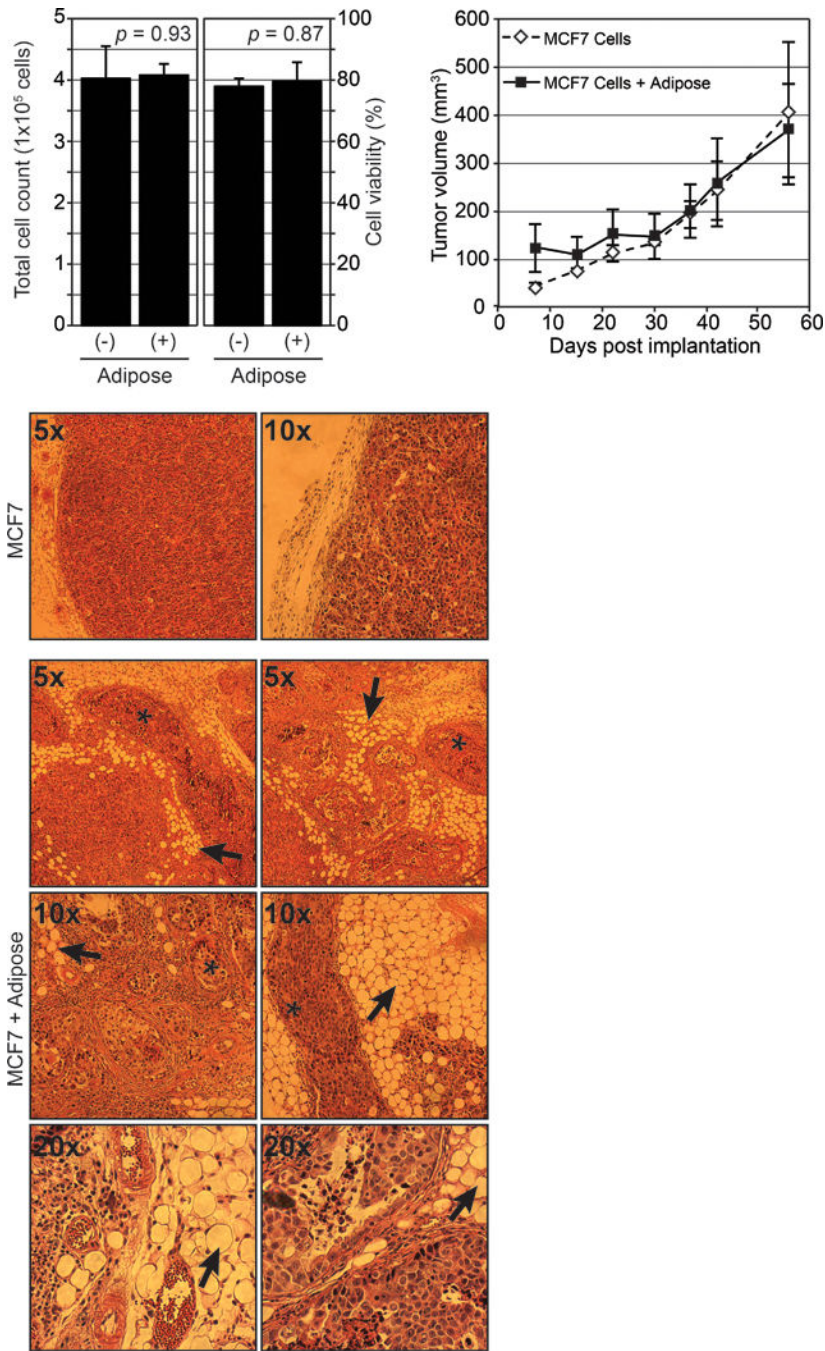 Total cell count (1x10⁵ cells)
5
4
3
2
1
0
p = 0.93
p = 0.87
100
80
60
40
20
0
Cell viability (%)
(-) (+) (-) (+)
Adipose Adipose
Tumor volume (mm³)
600
500
400
300
200
100
0
MCF7 Cells
MCF7 Cells + Adipose
0 10 20 30 40 50 60
Days post implantation
MCF7
5x 10x
MCF7 + Adipose
5x 5x
*
*
10x 10x
*
*
20x 20x